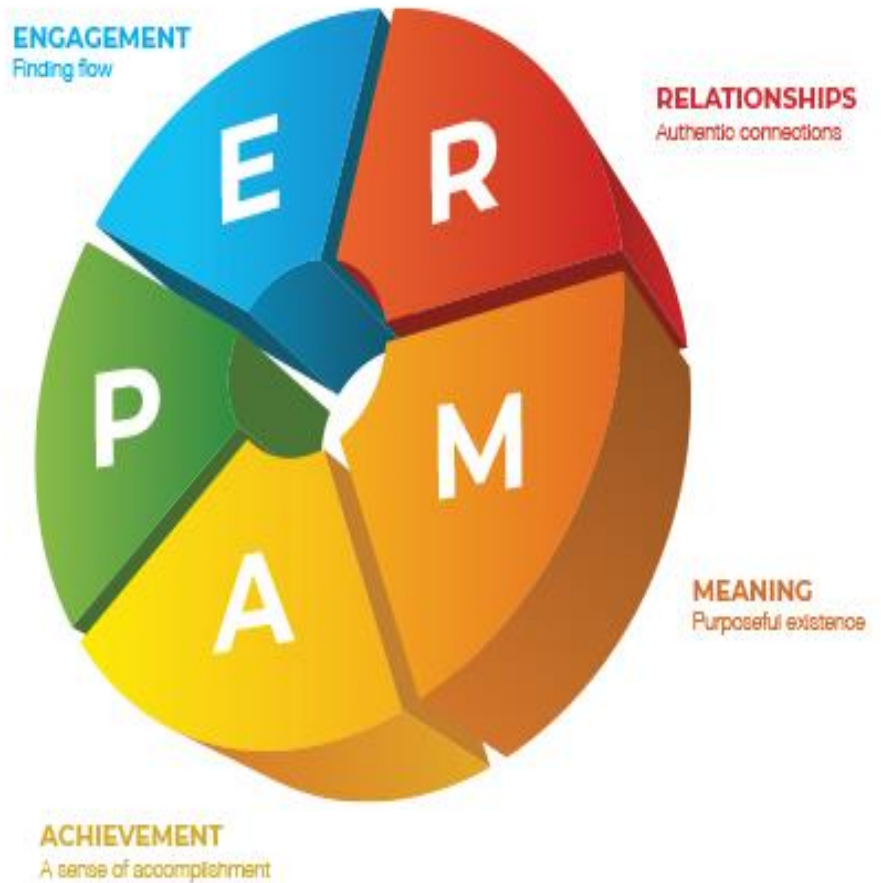 ENGAGEMENT
Finding flow
RELATIONSHIPS
Authentic connections
E
R
P
M
A
MEANING
Purposeful existence
ACHIEVEMENT
A sense of accomplishment